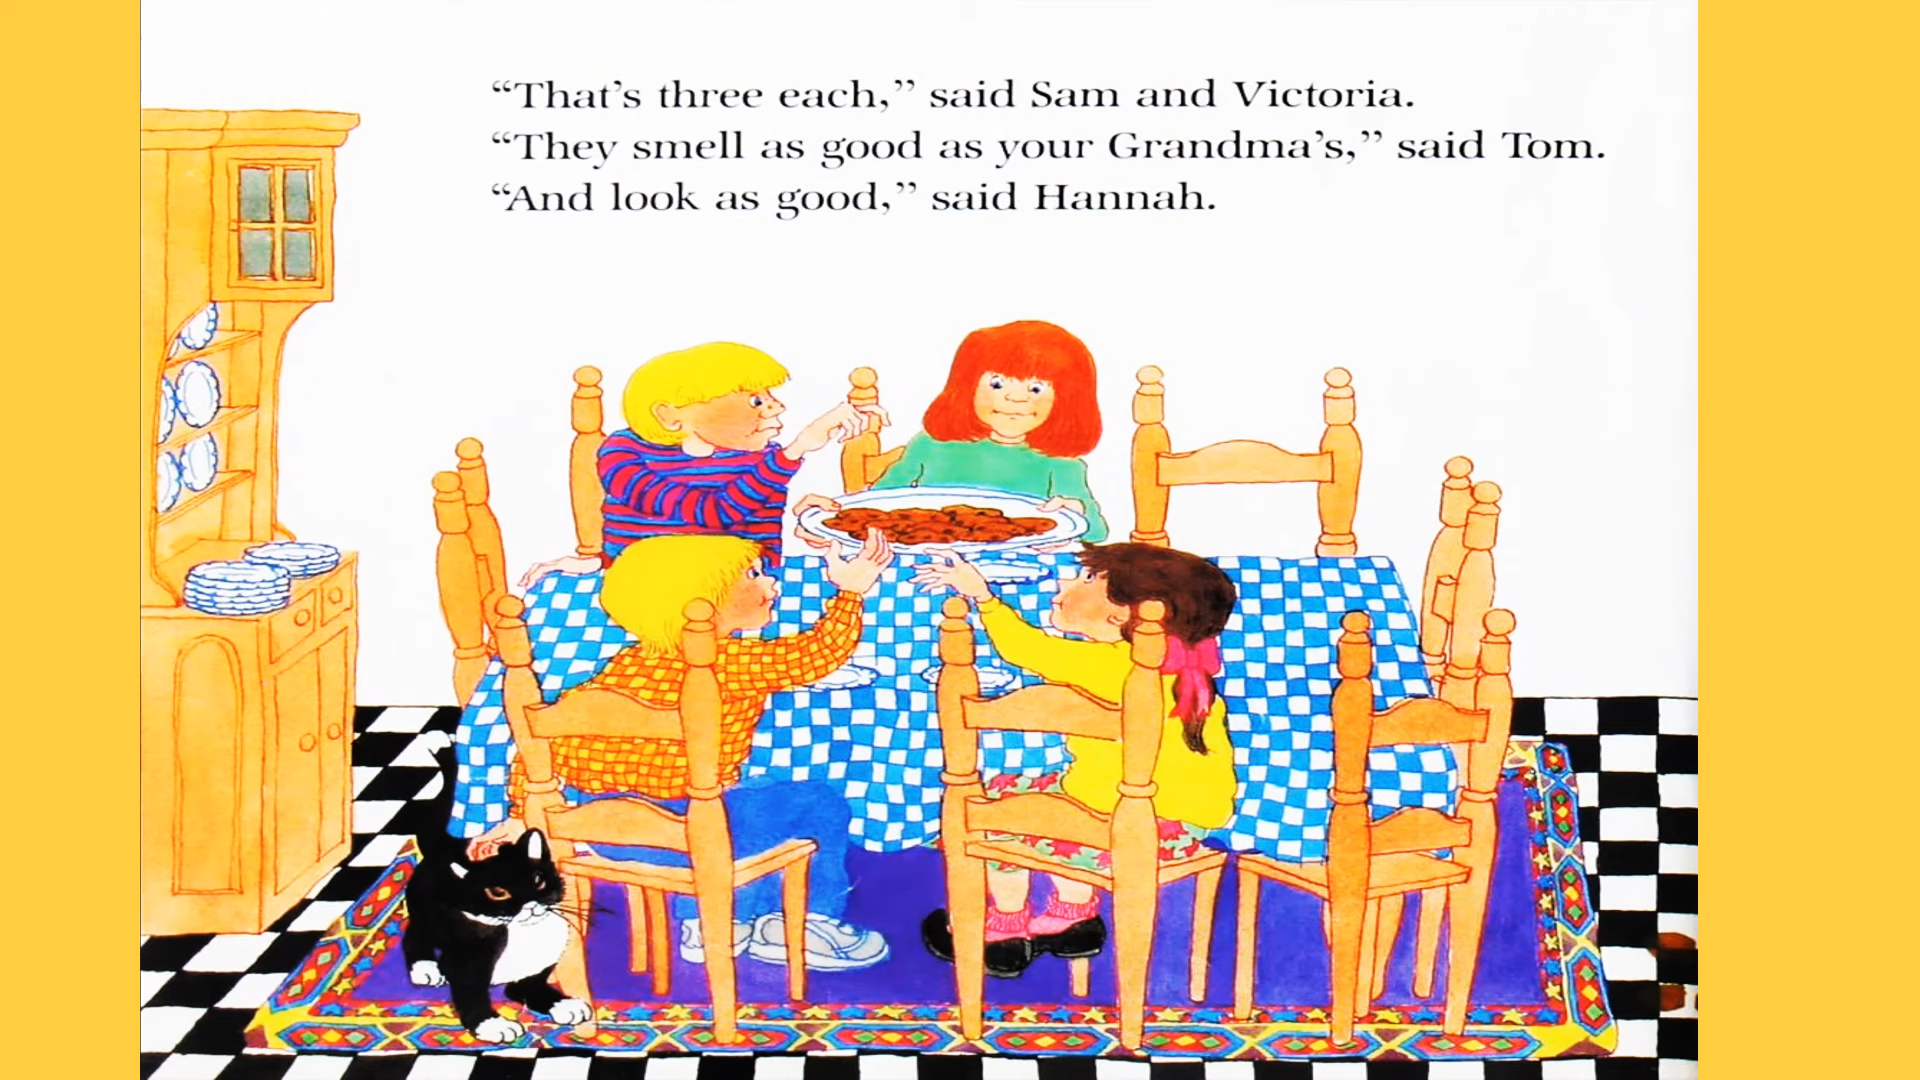 “That’s three each,” said Sam and Victoria.
“They smell as good as your Grandma’s,” said Tom.
“And look as good,” said Hannah.